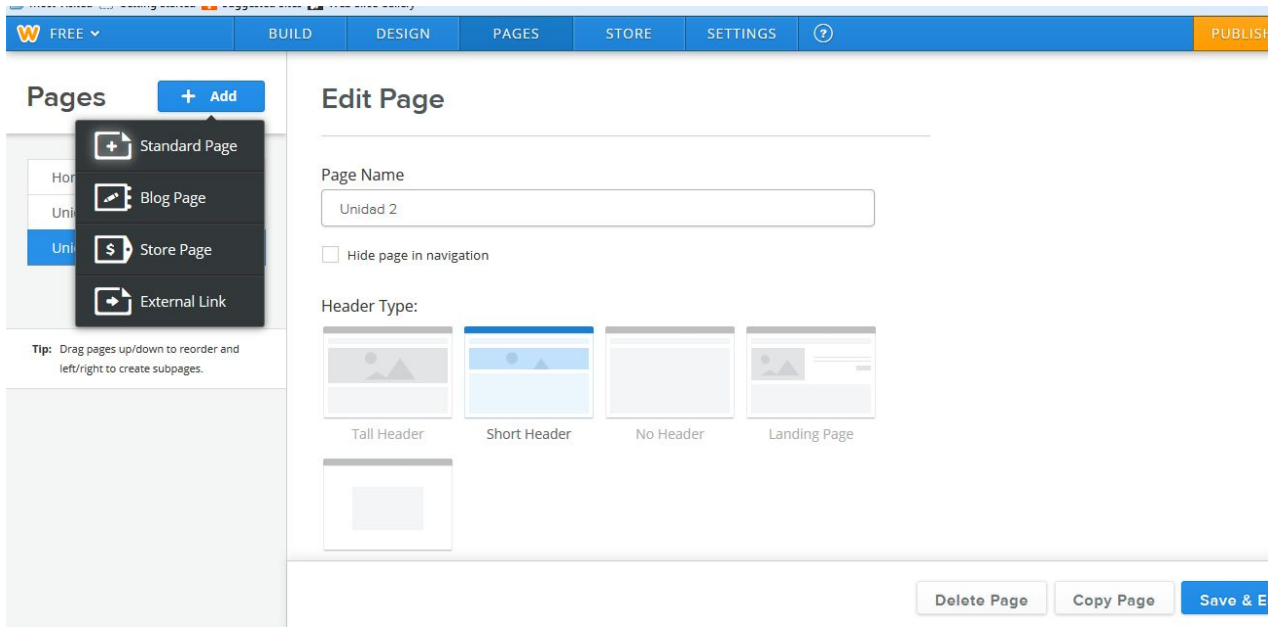 FREE BUILD DESIGN PAGES STORE SETTINGS ? PUBLISH
Pages
+ Add
Standard Page
Blog Page
Store Page
External Link
Tip: Drag pages up/down to reorder and
left/right to create subpages.
Edit Page
Page Name
Unidad 2
Hide page in navigation
Header Type:
Tall Header Short Header No Header Landing Page
Delete Page Copy Page Save & E